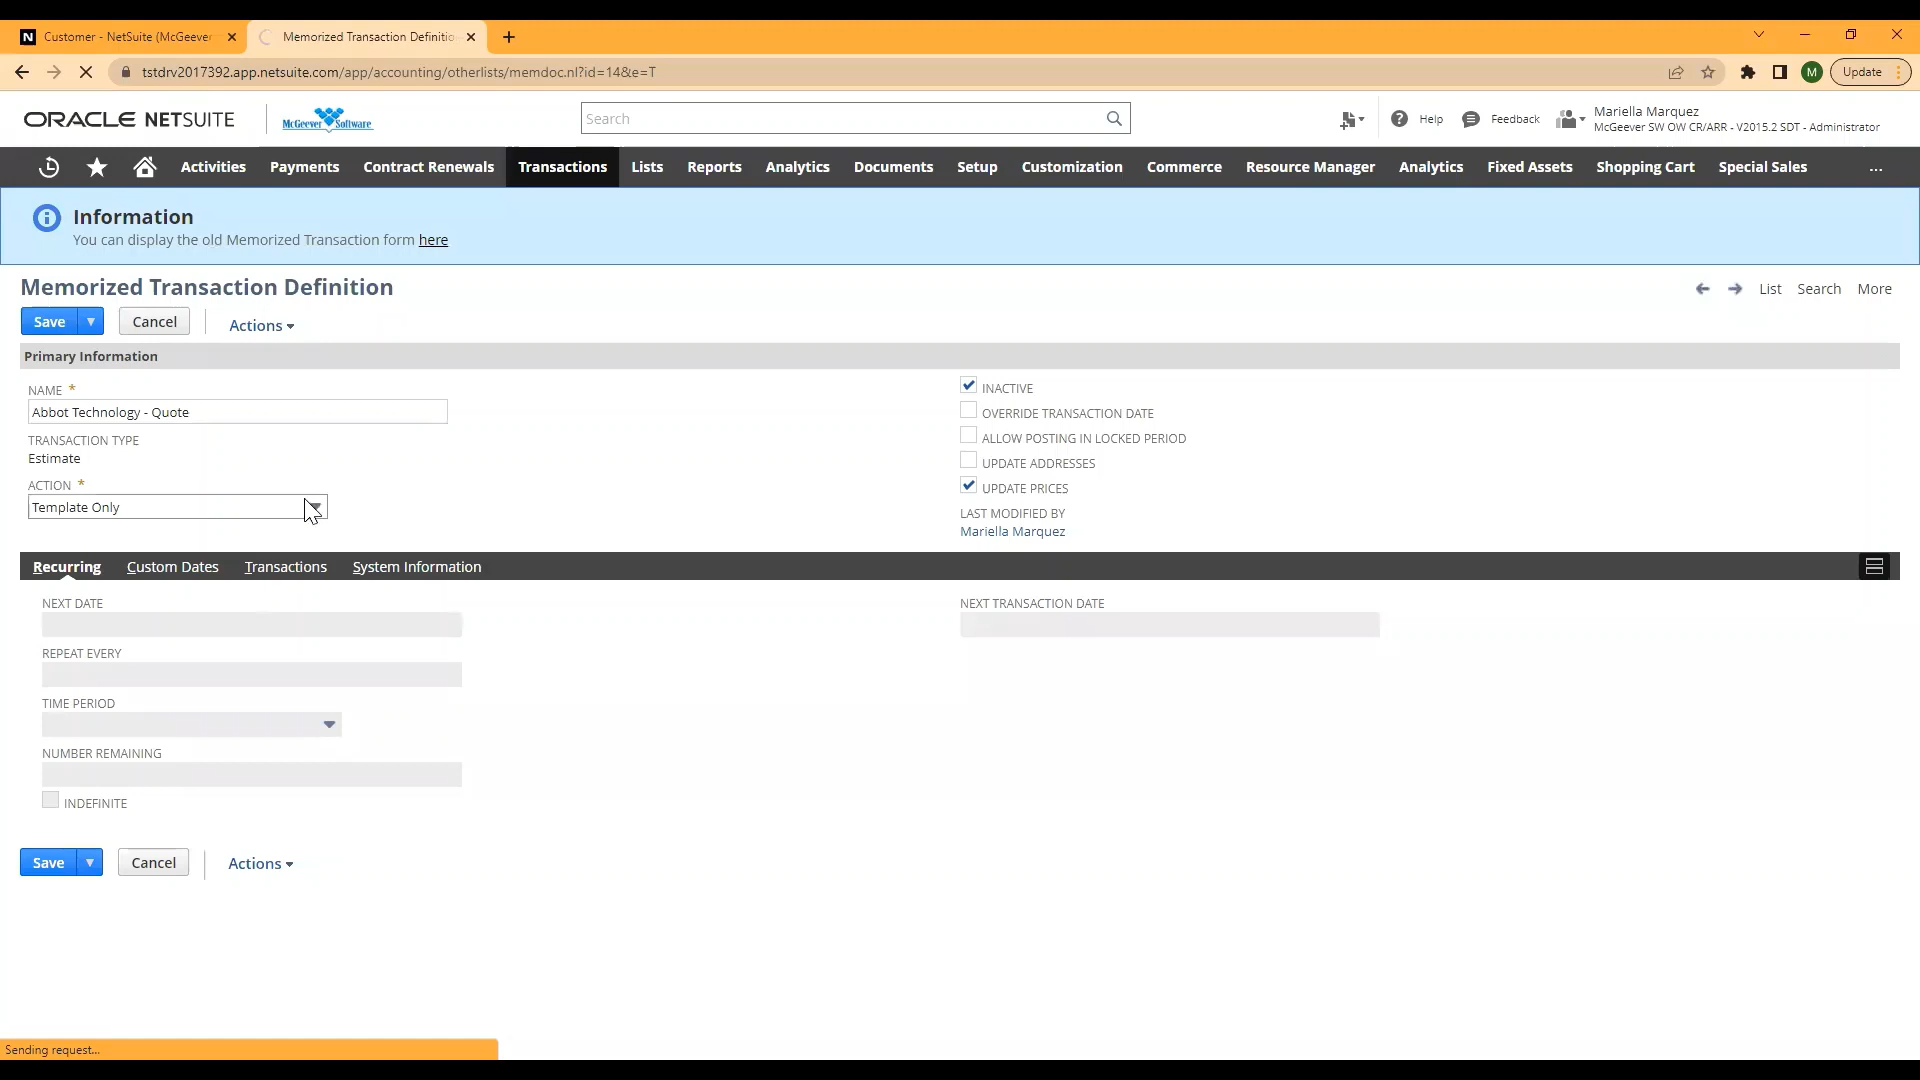 Customer - NetSuite (McGeever
Memorized Transaction Definitio
tstdrv2017392.app.netsuite.com/app/accounting/otherlists/memdoc.nl?id=14&e=T
M
Update
ORACLE NETSUITE
McGeever Software
Search
Help
Feedback
Mariella Marquez
McGeever SW OW CR/ARR - V2015.2 SDT - Administrator
Activities Payments Contract Renewals Transactions Lists Reports Analytics Documents Setup Customization Commerce Resource Manager Analytics Fixed Assets Shopping Cart Special Sales ...
Information
You can display the old Memorized Transaction form here
Memorized Transaction Definition
List Search More
Save Cancel Actions
Primary Information
NAME *
Abbot Technology - Quote
TRANSACTION TYPE
Estimate
ACTION *
Template Only
INACTIVE
OVERRIDE TRANSACTION DATE
ALLOW POSTING IN LOCKED PERIOD
UPDATE ADDRESSES
UPDATE PRICES
LAST MODIFIED BY
Mariella Marquez
Recurring Custom Dates Transactions System Information
NEXT DATE
NEXT TRANSACTION DATE
REPEAT EVERY
TIME PERIOD
NUMBER REMAINING
INDEFINITE
Save Cancel Actions
Sending request...